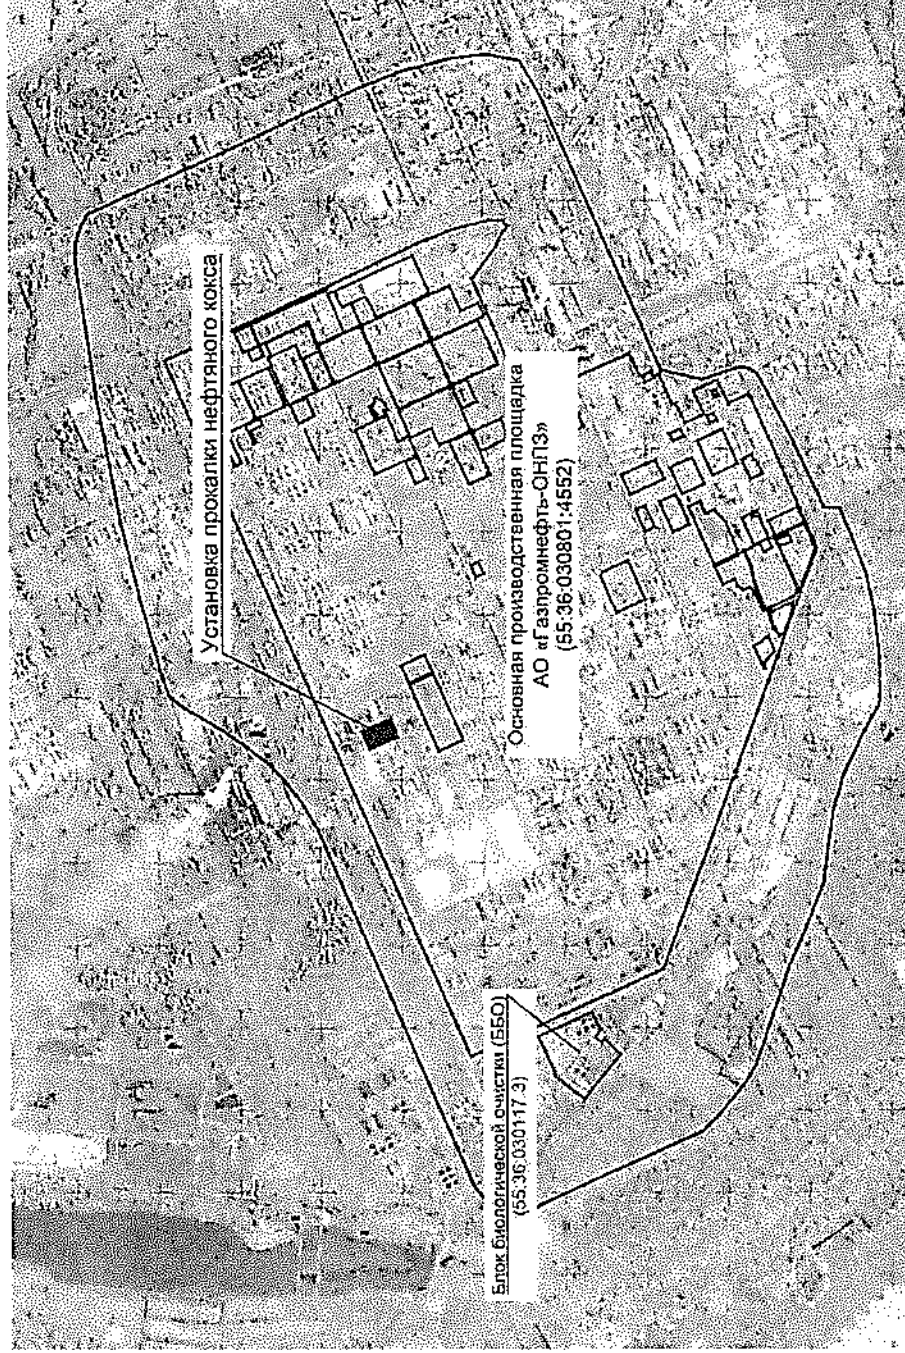 Установка прокалки нефтяного кокса
Основная производственная площадка
АО «Газпромнефть-ОНПЗ»
(55:36:030801:4552)
Блок биологической очистки (ББО)
(55:36:030117:3)